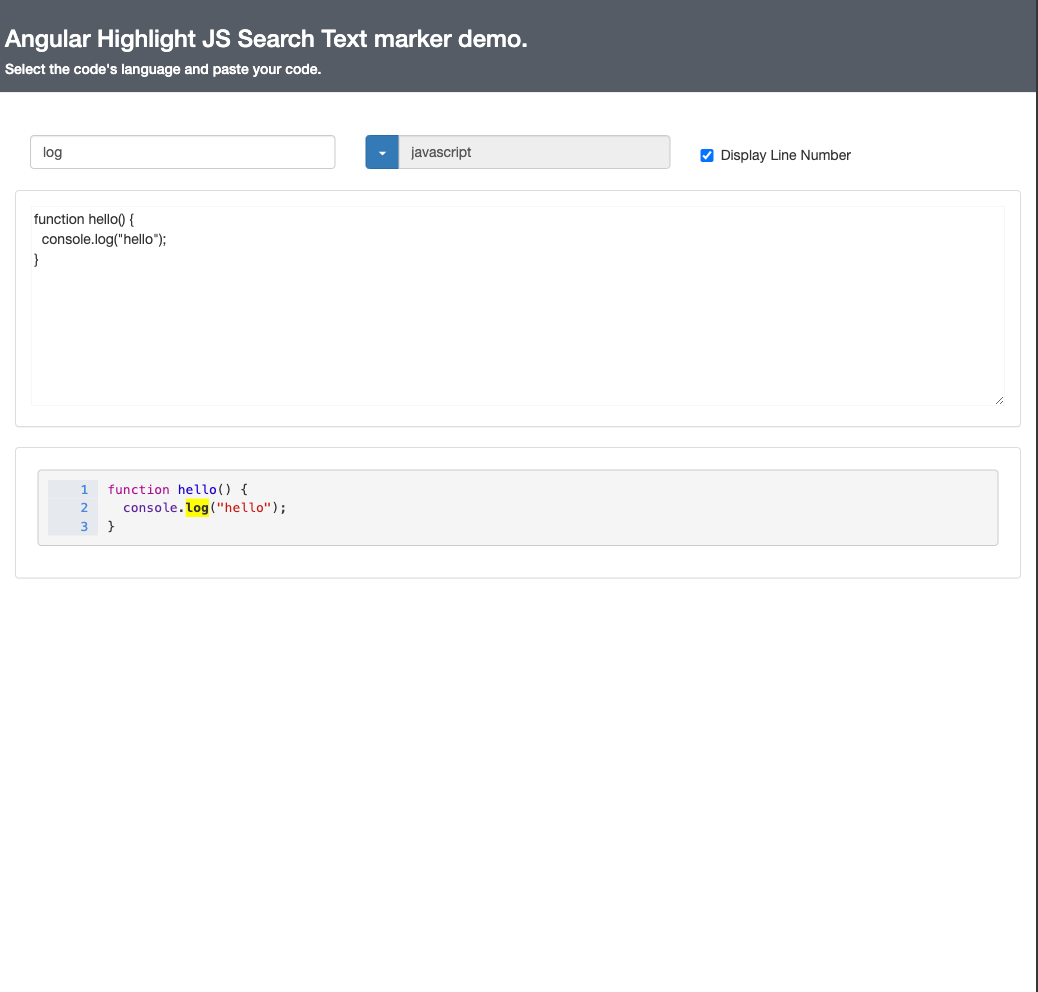 Angular Highlight JS Search Text marker demo.
Select the code's language and paste your code.
log
javascript
Display Line Number
function hello() {
  console.log("hello");
}
1 function hello() {
2   console.log("hello");
3 }